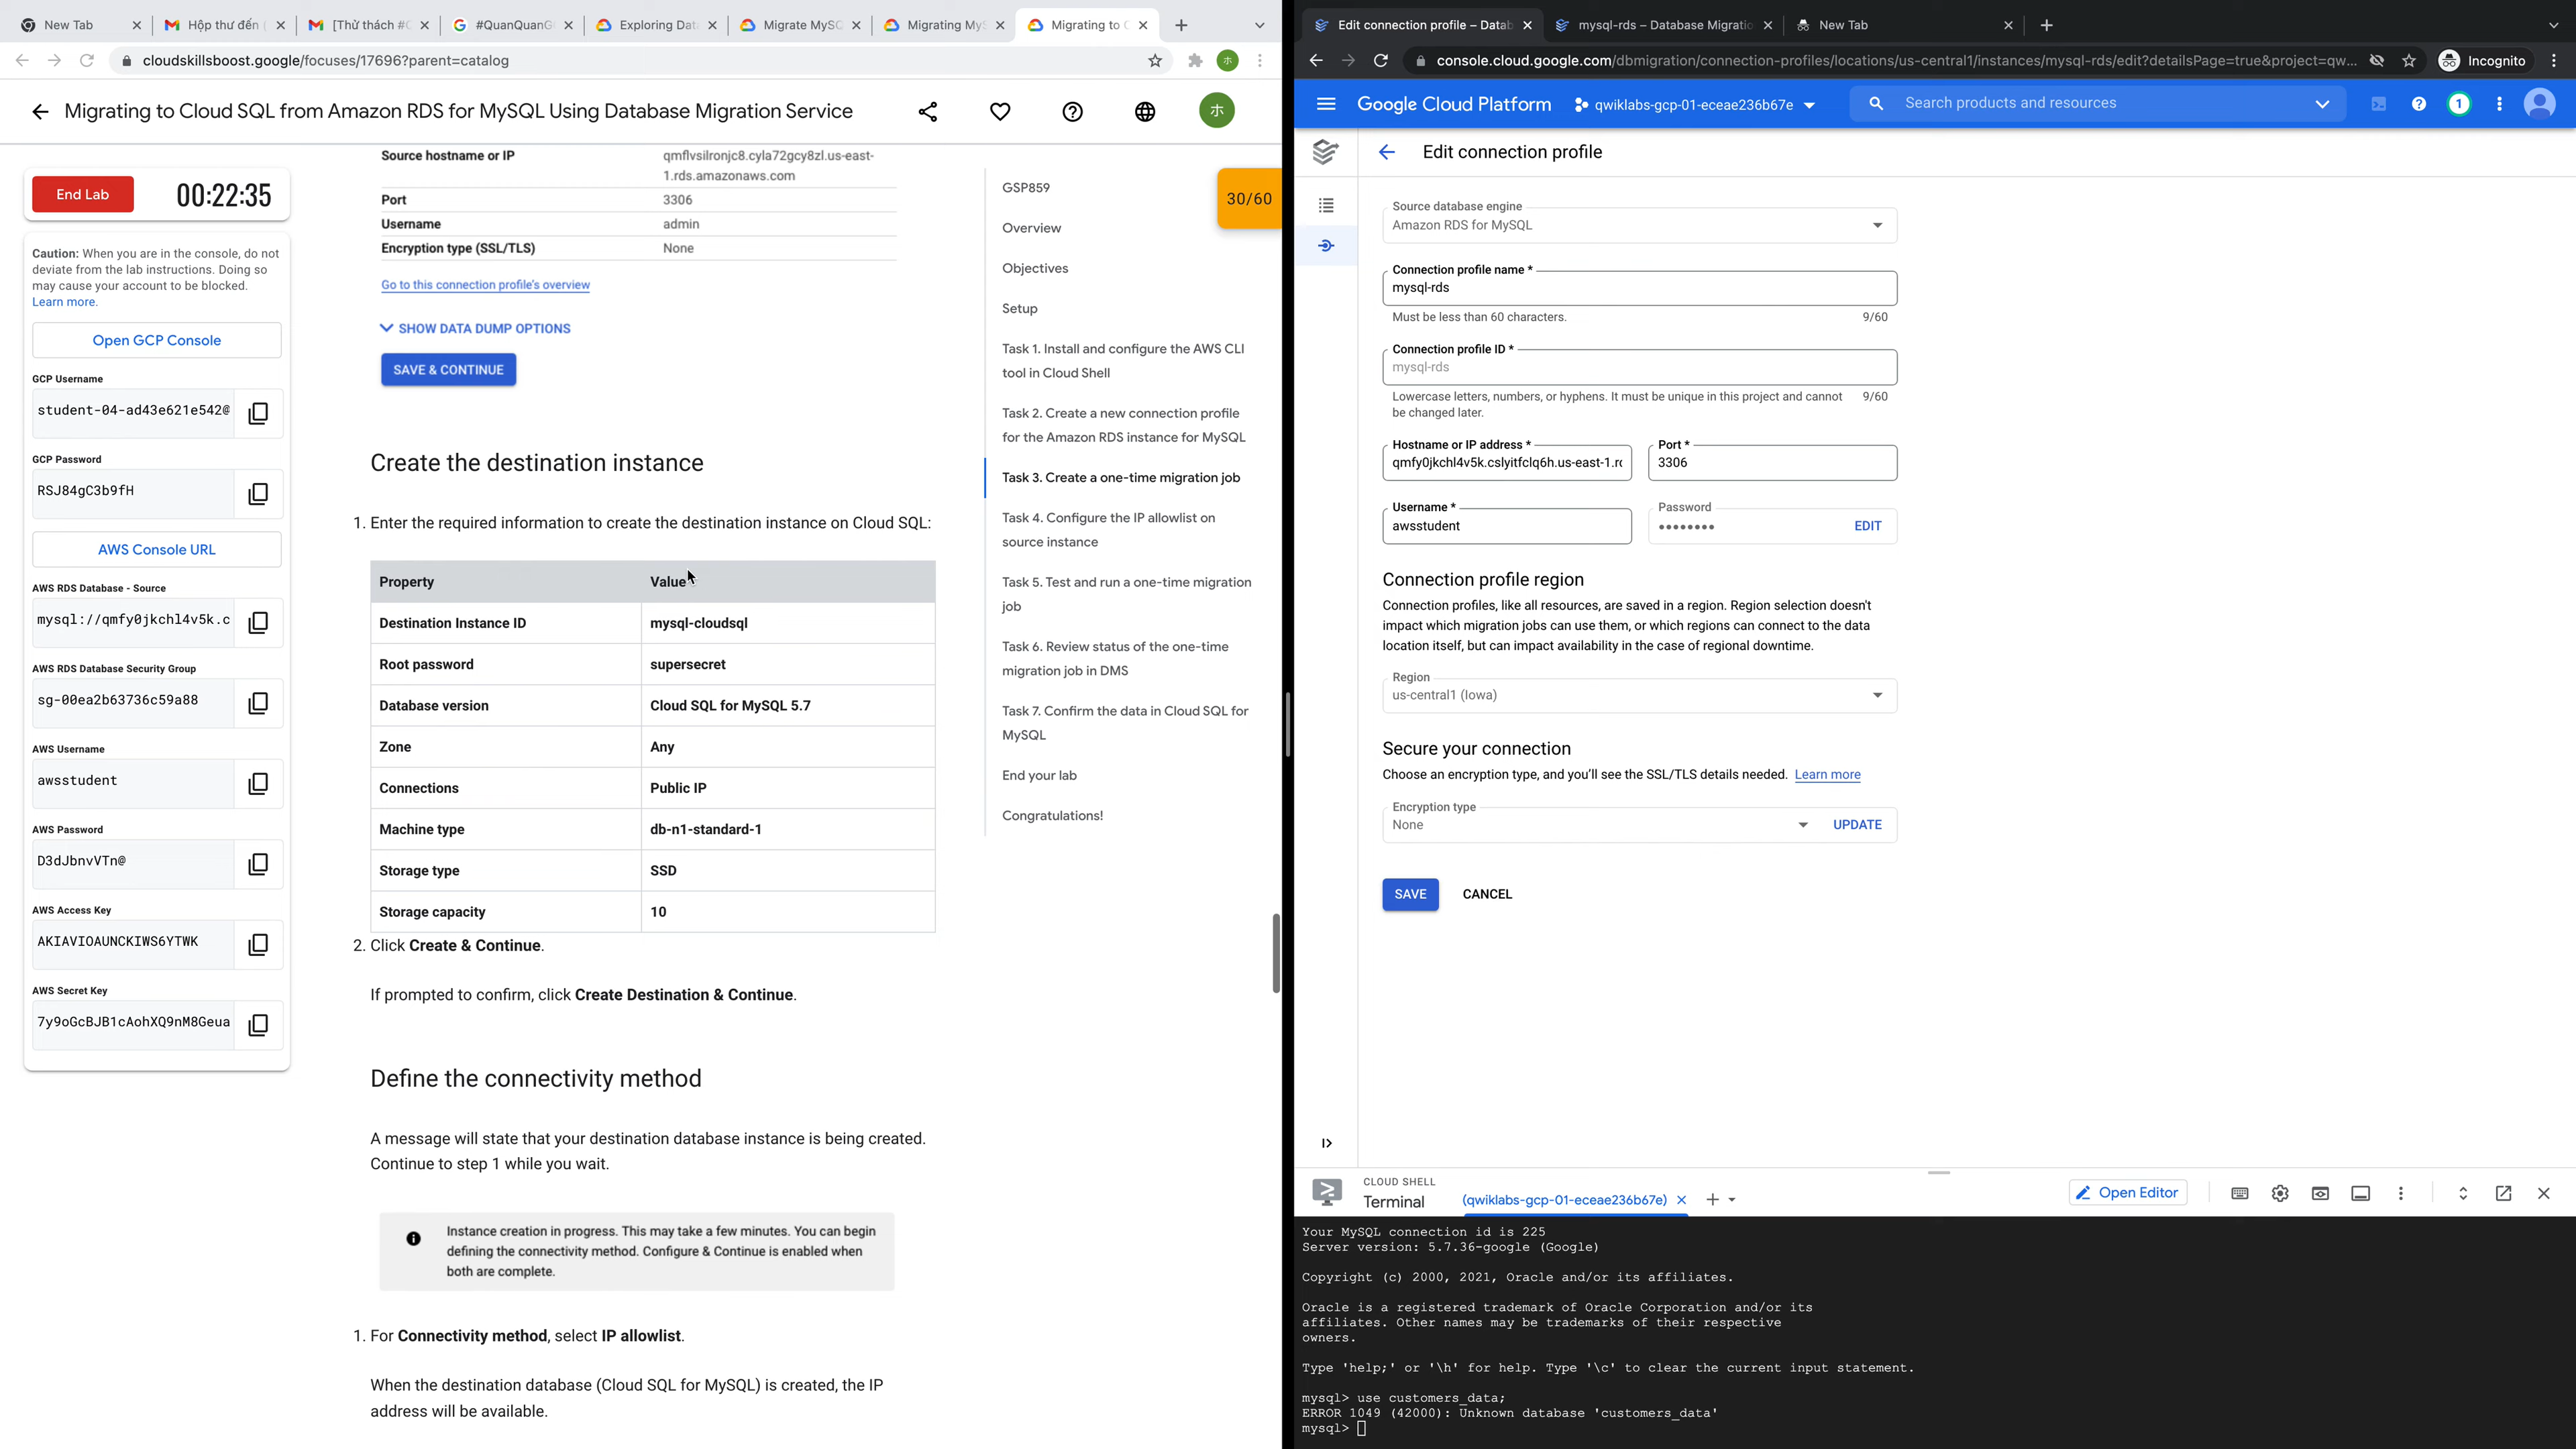 New Tab
Hộp thư đến (
[Thử thách #C
#QuanQuanG
Exploring Data
Migrate MySQ
Migrating MyS
Migrating to C
cloudskillsboost.google/focuses/17696?parent=catalog
Migrating to Cloud SQL from Amazon RDS for MySQL Using Database Migration Service
ホ
End Lab
00:22:35
Caution: When you are in the console, do not
deviate from the lab instructions. Doing so
may cause your account to be blocked.
Learn more.
Open GCP Console
GCP Username
student-04-ad43e621e542@
GCP Password
RSJ84gC3b9fH
AWS Console URL
AWS RDS Database - Source
mysql://qmfy0jkchl4v5k.c
AWS RDS Database Security Group
sg-00ea2b63736c59a88
AWS Username
awsstudent
AWS Password
D3dJbnvVTn@
AWS Access Key
AKIAVIOAUNCKIWS6YTWK
AWS Secret Key
7y9oGcBJB1cAohXQ9nM8Geua
Source hostname or IP qmflvsilronjc8.cyla72gcy8zl.us-east-
1.rds.amazonaws.com
Port 3306
Username admin
Encryption type (SSL/TLS) None
Go to this connection profile's overview
SHOW DATA DUMP OPTIONS
SAVE & CONTINUE
Create the destination instance
1. Enter the required information to create the destination instance on Cloud SQL:
Property Value
Destination Instance ID mysql-cloudsql
Root password supersecret
Database version Cloud SQL for MySQL 5.7
Zone Any
Connections Public IP
Machine type db-n1-standard-1
Storage type SSD
Storage capacity 10
2. Click Create & Continue.
If prompted to confirm, click Create Destination & Continue.
Define the connectivity method
A message will state that your destination database instance is being created.
Continue to step 1 while you wait.
Instance creation in progress. This may take a few minutes. You can begin
defining the connectivity method. Configure & Continue is enabled when
both are complete.
1. For Connectivity method, select IP allowlist.
When the destination database (Cloud SQL for MySQL) is created, the IP
address will be available.
30/60
GSP859
Overview
Objectives
Setup
Task 1. Install and configure the AWS CLI
tool in Cloud Shell
Task 2. Create a new connection profile
for the Amazon RDS instance for MySQL
Task 3. Create a one-time migration job
Task 4. Configure the IP allowlist on
source instance
Task 5. Test and run a one-time migration
job
Task 6. Review status of the one-time
migration job in DMS
Task 7. Confirm the data in Cloud SQL for
MySQL
End your lab
Congratulations!
Edit connection profile – Datab
mysql-rds – Database Migratio
New Tab
console.cloud.google.com/dbmigration/connection-profiles/locations/us-central1/instances/mysql-rds/edit?detailsPage=true&project=qw...
Incognito
Google Cloud Platform
qwiklabs-gcp-01-eceae236b67e
Search products and resources
1
Edit connection profile
Source database engine
Amazon RDS for MySQL
Connection profile name *
mysql-rds
Must be less than 60 characters. 9/60
Connection profile ID *
mysql-rds
Lowercase letters, numbers, or hyphens. It must be unique in this project and cannot 9/60
be changed later.
Hostname or IP address * Port *
qmfy0jkchl4v5k.cslyitfclq6h.us-east-1.r 3306
Username * Password
awsstudent •••••••• EDIT
Connection profile region
Connection profiles, like all resources, are saved in a region. Region selection doesn't
impact which migration jobs can use them, or which regions can connect to the data
location itself, but can impact availability in the case of regional downtime.
Region
us-central1 (Iowa)
Secure your connection
Choose an encryption type, and you'll see the SSL/TLS details needed. Learn more
Encryption type
None UPDATE
SAVE CANCEL
CLOUD SHELL
Terminal
(qwiklabs-gcp-01-eceae236b67e)
Open Editor
Your MySQL connection id is 225
Server version: 5.7.36-google (Google)
Copyright (c) 2000, 2021, Oracle and/or its affiliates.
Oracle is a registered trademark of Oracle Corporation and/or its
affiliates. Other names may be trademarks of their respective
owners.
Type 'help;' or '\h' for help. Type '\c' to clear the current input statement.
mysql> use customers_data;
ERROR 1049 (42000): Unknown database 'customers_data'
mysql>